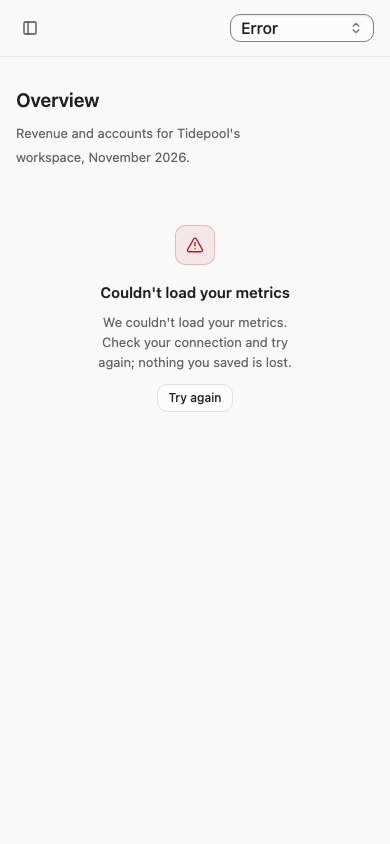 Error
Overview
Revenue and accounts for Tidepool's
workspace, November 2026.
Couldn't load your metrics
We couldn't load your metrics.
Check your connection and try
again; nothing you saved is lost.
Try again